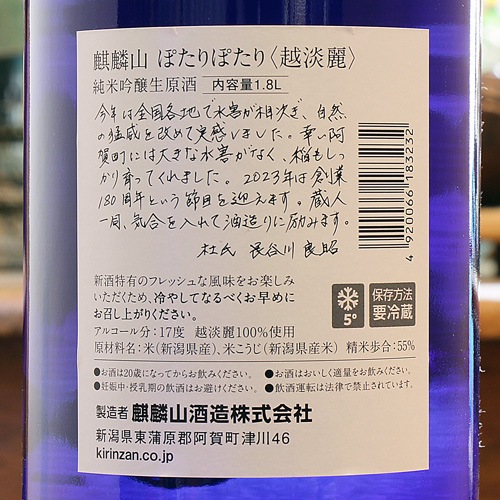 麒麟山 ぽたりぽたり〈越淡麗〉
純米吟醸生原酒 内容量1.8L
今年は全国各地で水害が相次ぎ、自然
の猛威を改めて実感しました。幸い阿
賀町には大きな水害がなく、稲もしっ
かり育ってくれました。2023年は創業
180周年という節目を迎えます。蔵人
一同、気合を入れて酒造りに励みます。
杜氏 長谷川良昭
4920066183232
新酒特有のフレッシュな風味をお楽しみ
いただくため、冷やしてなるべくお早めに
お召し上がりください。
5°
保存方法
要冷蔵
アルコール分：17度 越淡麗100%使用
原材料名：米（新潟県産）、米こうじ（新潟県産米） 精米歩合：55%
●お酒は20歳になってからお飲みください。 ●お酒はおいしく適量をお飲みください。
●妊娠中・授乳期の飲酒はお避けください。 ●飲酒運転は法律で禁止されています。
製造者 麒麟山酒造株式会社
新潟県東蒲原郡阿賀町津川46
kirinzan.co.jp